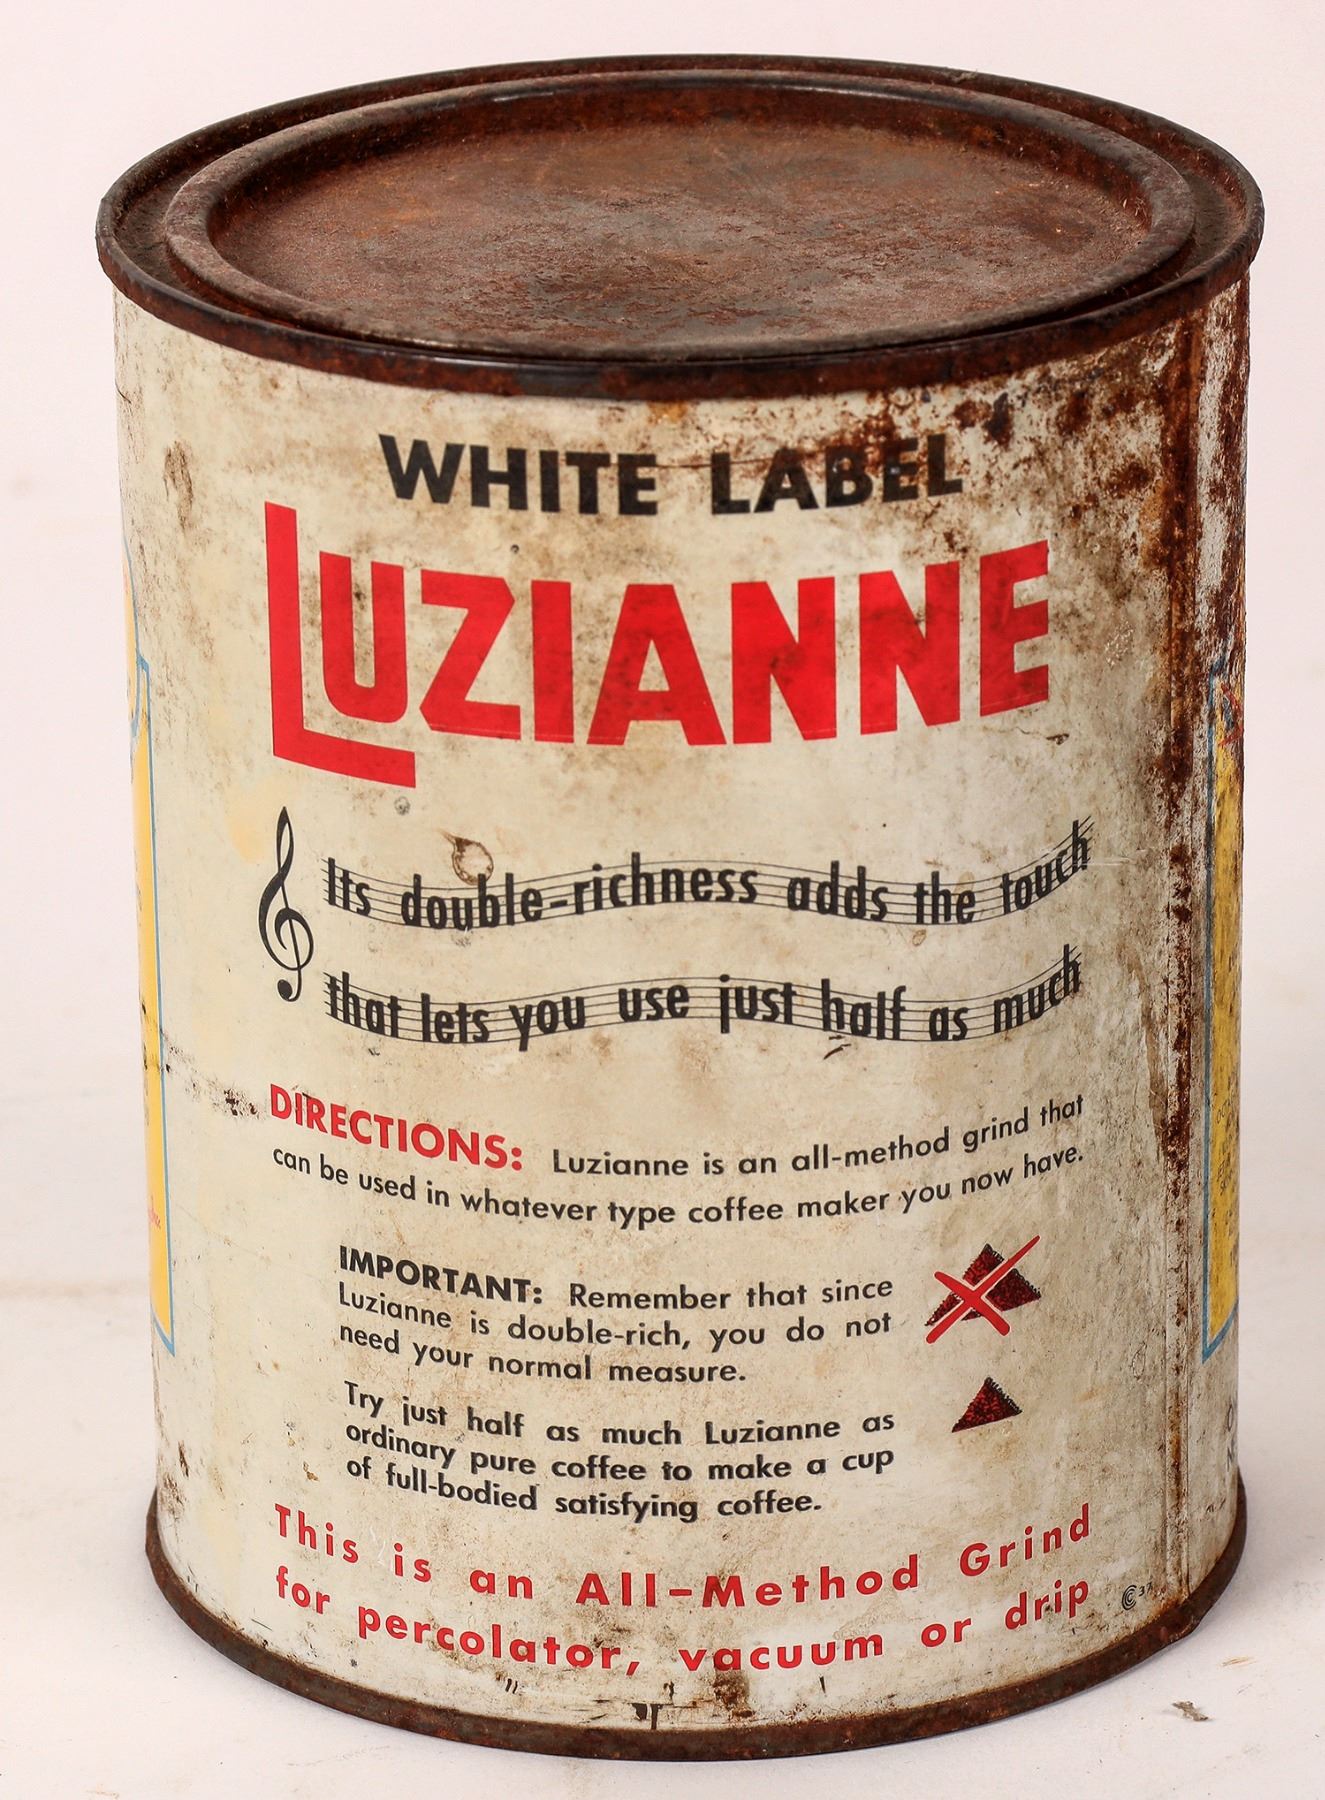 WHITE LABEL
LUZIANNE
Its double-richness adds the touch
that lets you use just half as much
DIRECTIONS: Luzianne is an all-method grind that
can be used in whatever type coffee maker you now have.
IMPORTANT: Remember that since
Luzianne is double-rich, you do not
need your normal measure.
Try just half as much Luzianne as
ordinary pure coffee to make a cup
of full-bodied satisfying coffee.
This is an All-Method Grind
for percolator, vacuum or drip